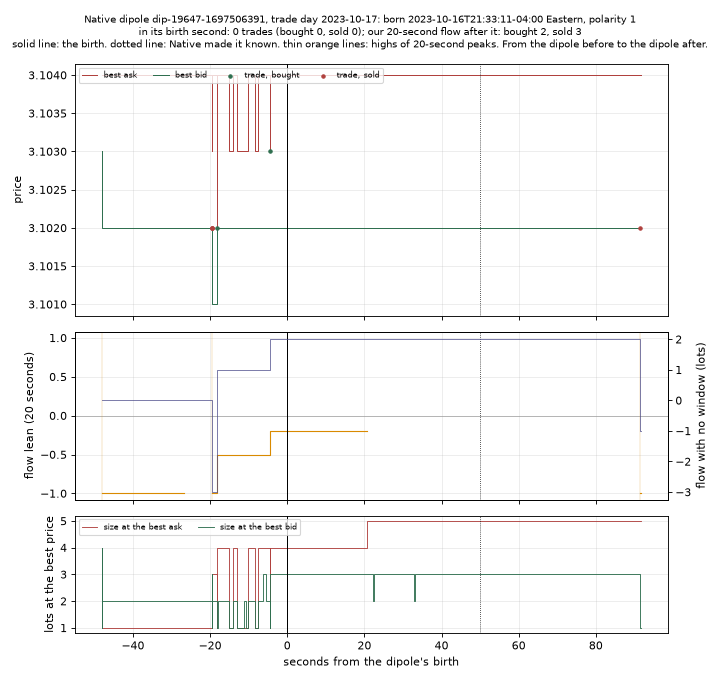 Native dipole dip-19647-1697506391, trade day 2023-10-17: born 2023-10-16T21:33:11-04:00 Eastern, polarity 1
in its birth second: 0 trades (bought 0, sold 0); our 20-second flow after it: bought 2, sold 3
solid line: the birth. dotted line: Native made it known. thin orange lines: highs of 20-second peaks. From the dipole before to the dipole after.
best ask best bid trade, bought trade, sold
price
3.1040
3.1035
3.1030
3.1025
3.1020
3.1015
3.1010
flow lean (20 seconds)
1.0
0.5
0.0
−0.5
−1.0
2
1
0
−1
−2
−3
flow with no window (lots)
size at the best ask size at the best bid
lots at the best price
5
4
3
2
1
−40 −20 0 20 40 60 80
seconds from the dipole's birth